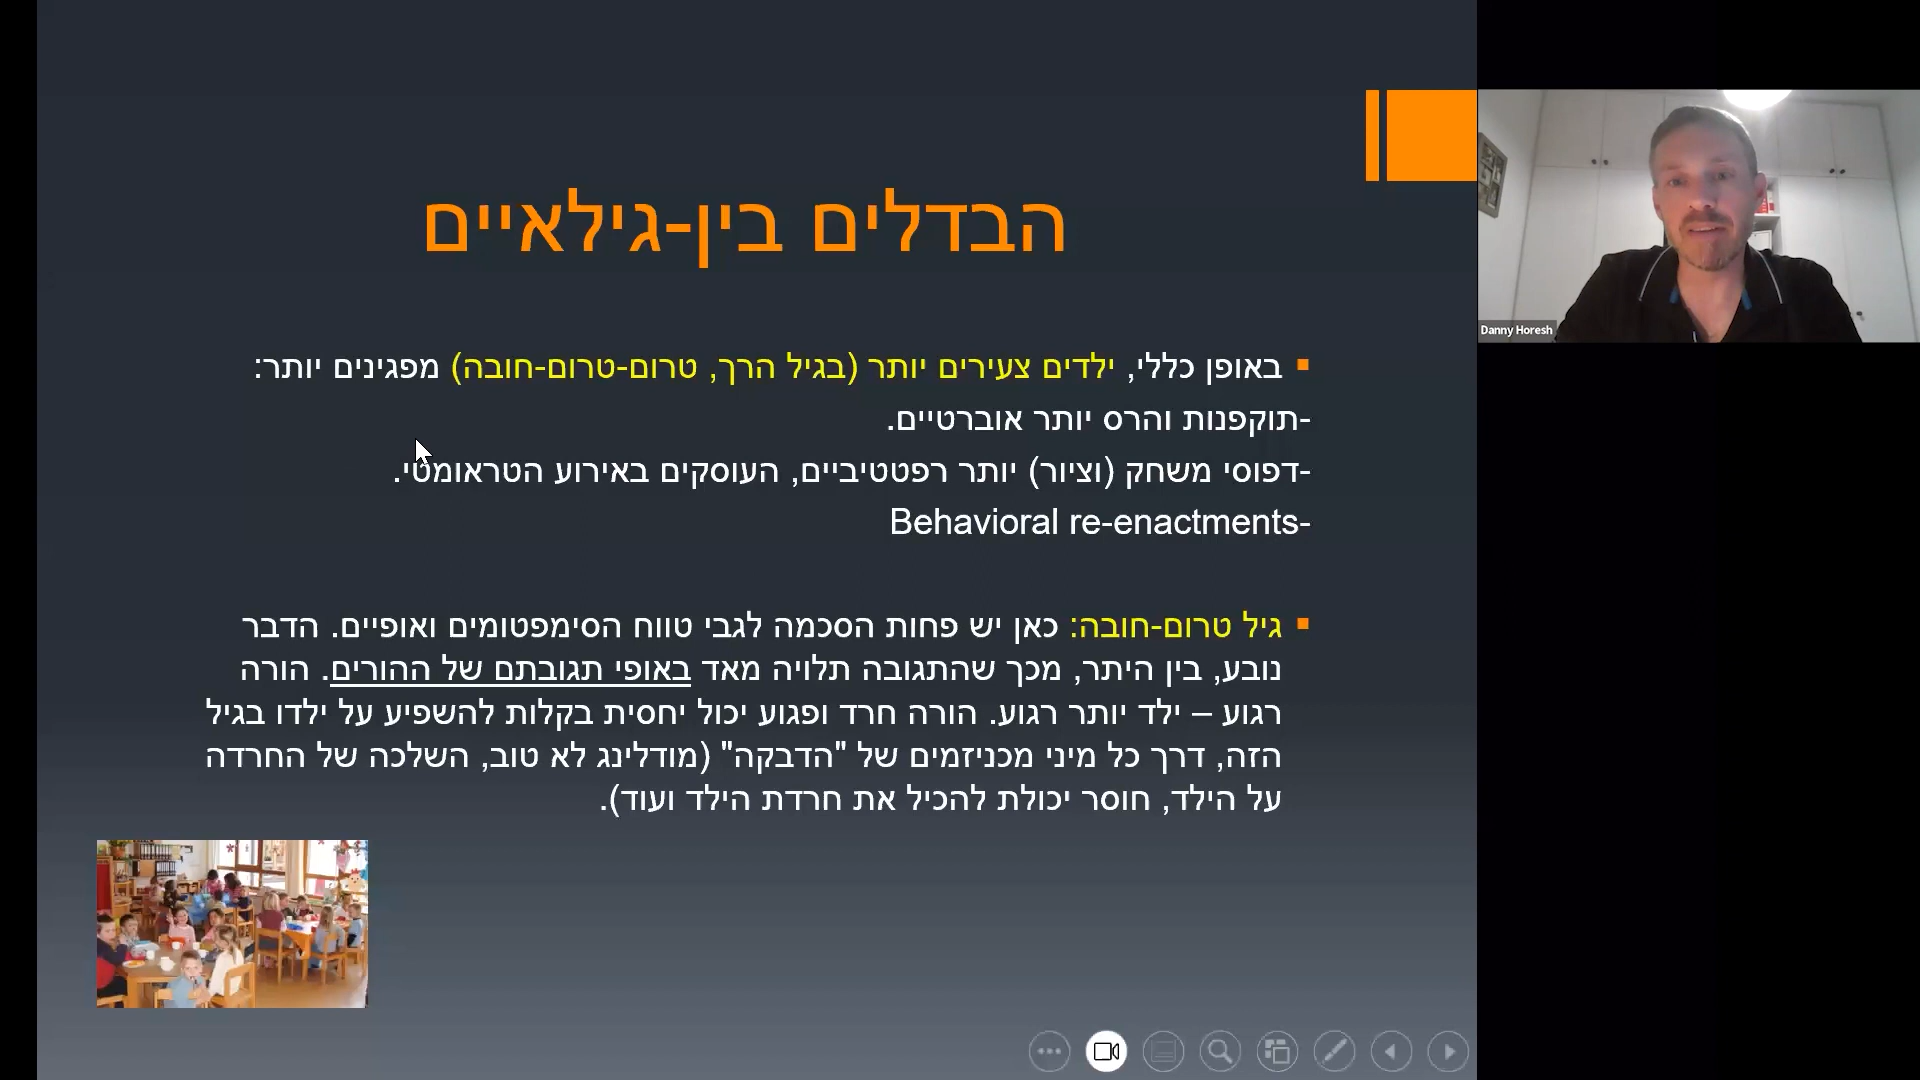 הבדלים בין-גילאיים
באופן כללי, ילדים צעירים יותר (בגיל הרך, טרום-טרום-חובה) מפגינים יותר:
-תוקפנות והרס יותר אוברטיים.
-דפוסי משחק (וציור) יותר רפטטיביים, העוסקים באירוע הטראומטי.
-Behavioral re-enactments
גיל טרום-חובה: כאן יש פחות הסכמה לגבי טווח הסימפטומים ואופיים. הדבר
נובע, בין היתר, מכך שהתגובה תלויה מאד באופי תגובתם של ההורים. הורה
רגוע – ילד יותר רגוע. הורה חרד ופגוע יכול יחסית בקלות להשפיע על ילדו בגיל
הזה, דרך כל מיני מכניזמים של "הדבקה" (מודלינג לא טוב, השלכה של החרדה
על הילד, חוסר יכולת להכיל את חרדת הילד ועוד).
Danny Horesh